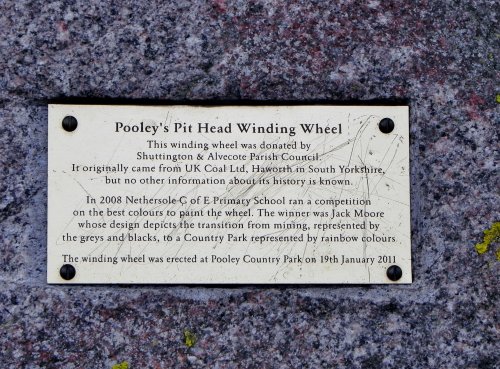 Pooley's Pit Head Winding Wheel
This winding wheel was donated by
Shuttington & Alvecote Parish Council.
It originally came from UK Coal Ltd, Haworth in South Yorkshire,
but no other information about its history is known.
In 2008 Nethersole C of E Primary School ran a competition
on the best colours to paint the wheel. The winner was Jack Moore
whose design depicts the transition from mining, represented by
the greys and blacks, to a Country Park represented by rainbow colours
The winding wheel was erected at Pooley Country Park on 19th January 2011